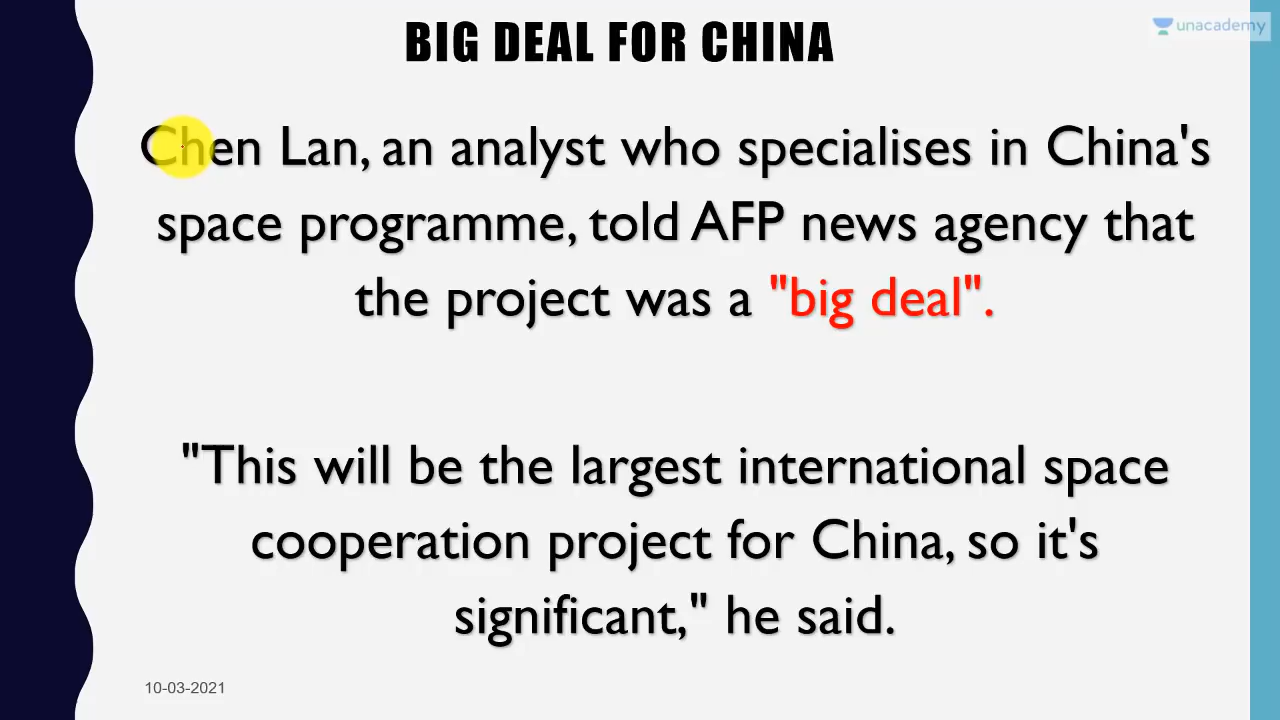 BIG DEAL FOR CHINA
unacademy
Chen Lan, an analyst who specialises in China's
space programme, told AFP news agency that
the project was a "big deal".
"This will be the largest international space
cooperation project for China, so it's
significant," he said.
10-03-2021